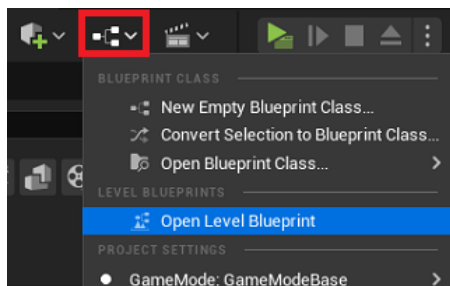 BLUEPRINT CLASS
New Empty Blueprint Class...
Convert Selection to Blueprint Class...
Open Blueprint Class...
LEVEL BLUEPRINTS
Open Level Blueprint
PROJECT SETTINGS
GameMode: GameModeBase